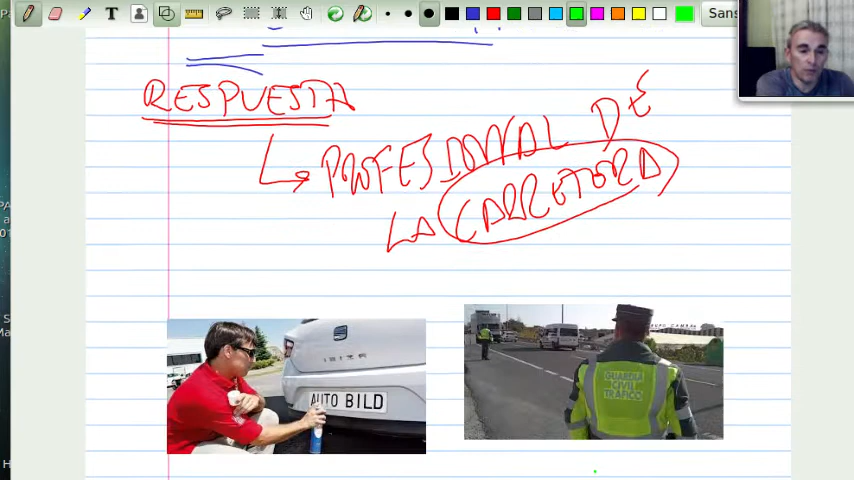 Sans
RESPUESTA
PROFESIONAL DE
LA CARRETERA
IBIZA
AUTO BILD
GUARDIA
CIVIL
TRÁFICO